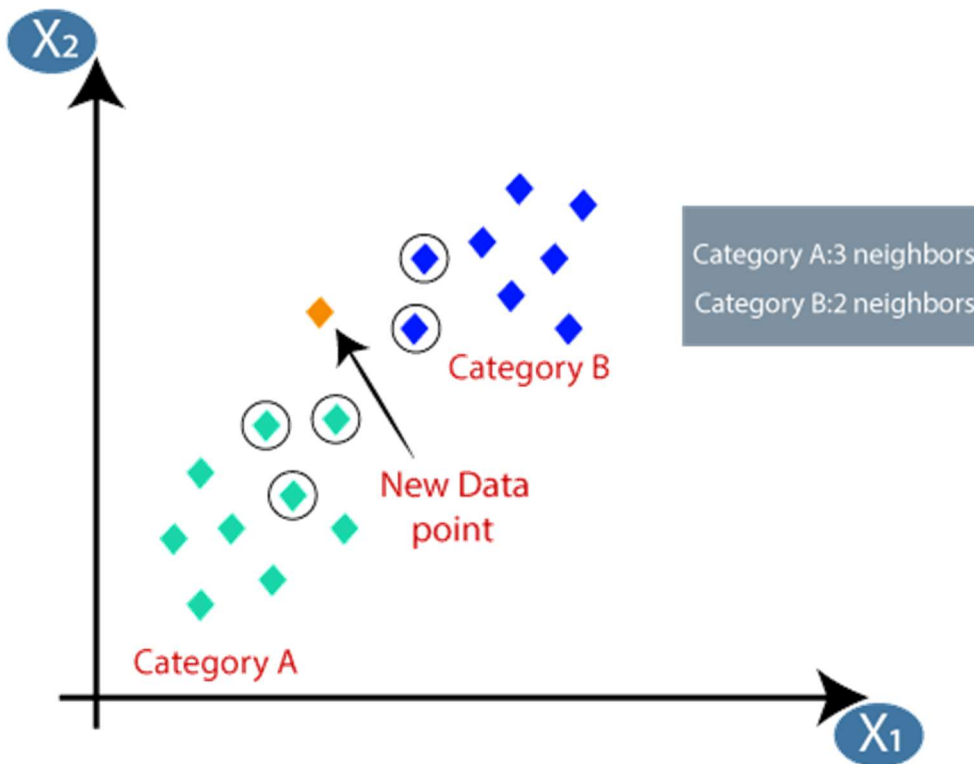 X2
Category A:3 neighbors
Category B:2 neighbors
Category B
New Data
point
Category A
X1